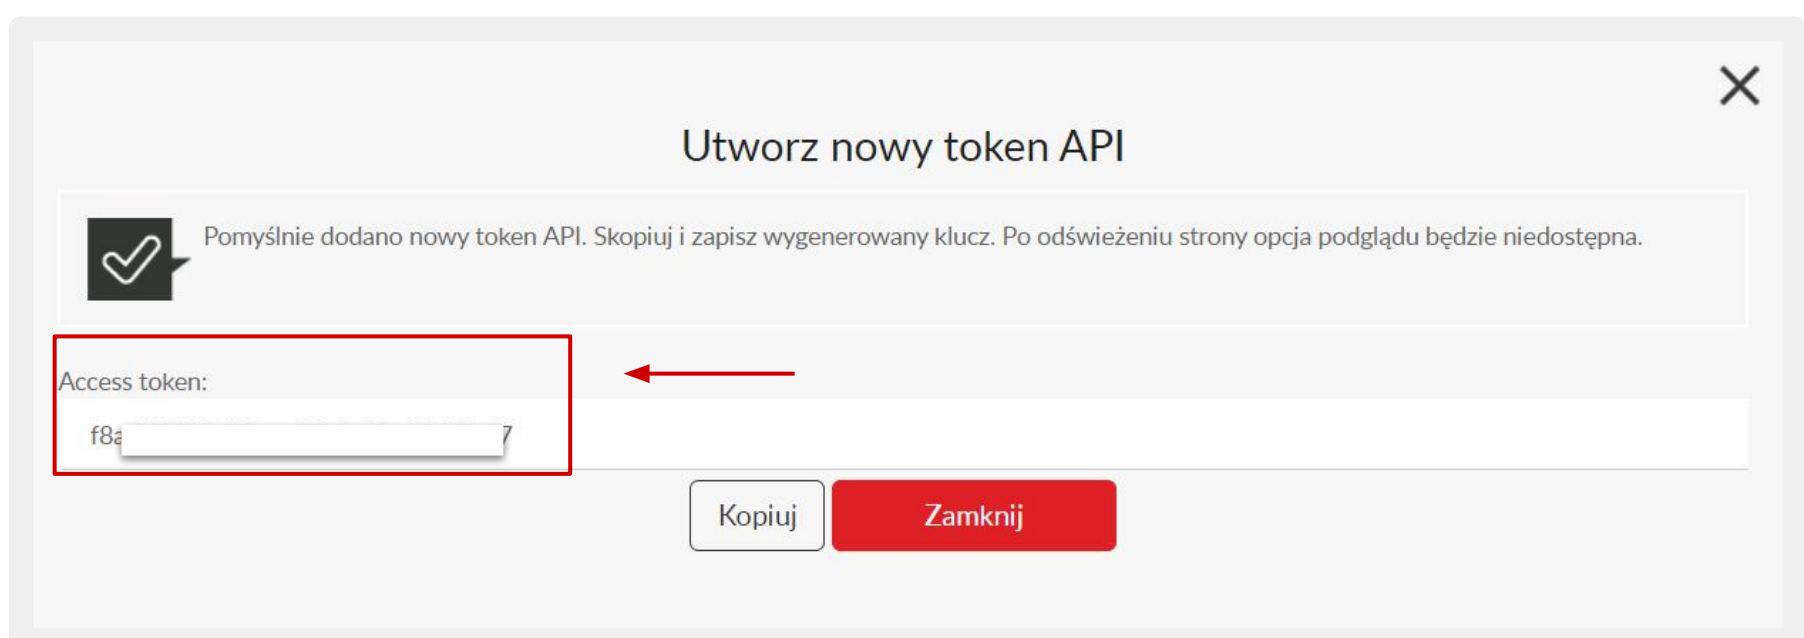 Utworz nowy token API
Pomyślnie dodano nowy token API. Skopiuj i zapisz wygenerowany klucz. Po odświeżeniu strony opcja podglądu będzie niedostępna.
Access token:
f8a 7
Kopiuj
Zamknij